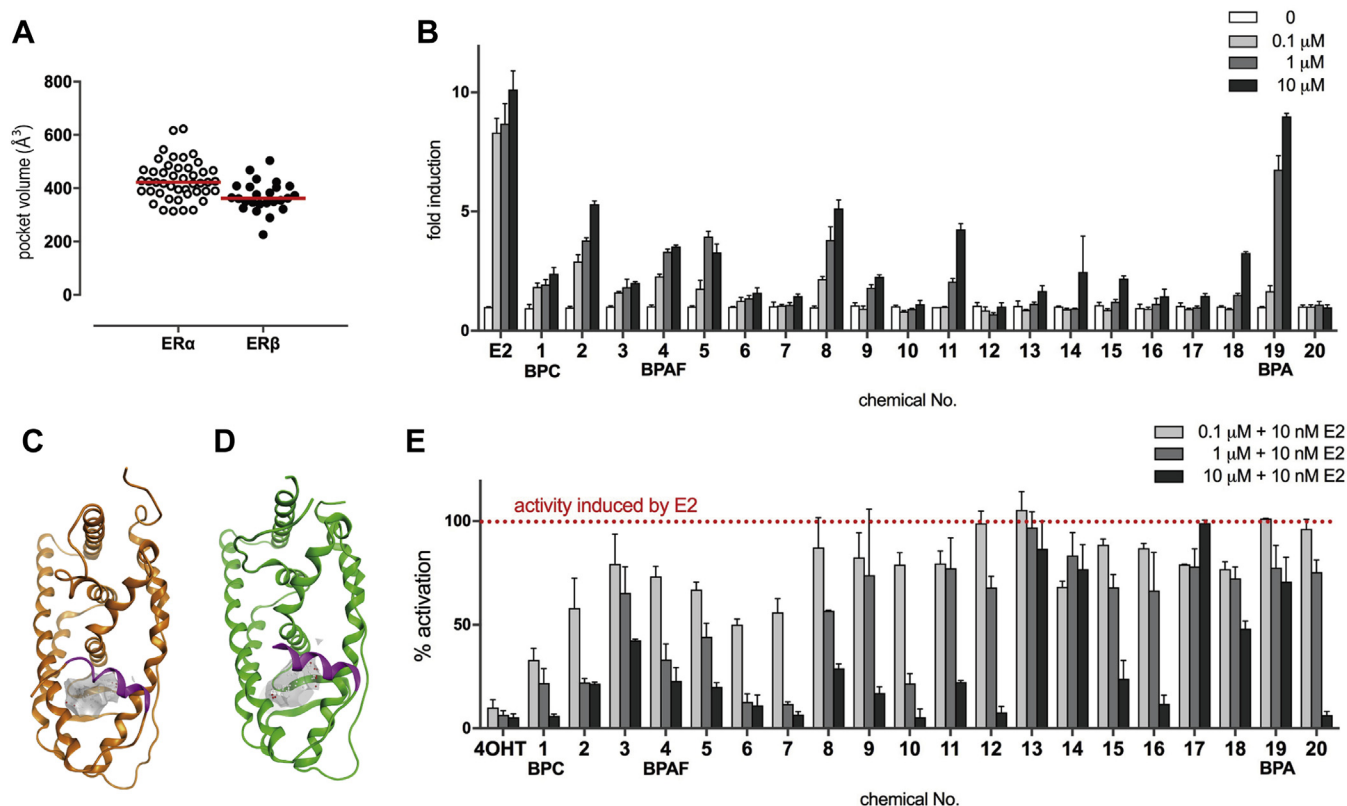 A
pocket volume (Å³)
800
600
400
200
0
ERα ERβ
B
0
0.1 µM
1 µM
10 µM
fold induction
10
5
0
E2 1 2 3 4 5 6 7 8 9 10 11 12 13 14 15 16 17 18 19 20
BPC BPAF BPA
chemical No.
C
D
E
0.1 µM + 10 nM E2
1 µM + 10 nM E2
10 µM + 10 nM E2
% activation
activity induced by E2
100
50
0
4OHT 1 2 3 4 5 6 7 8 9 10 11 12 13 14 15 16 17 18 19 20
BPC BPAF BPA
chemical No.